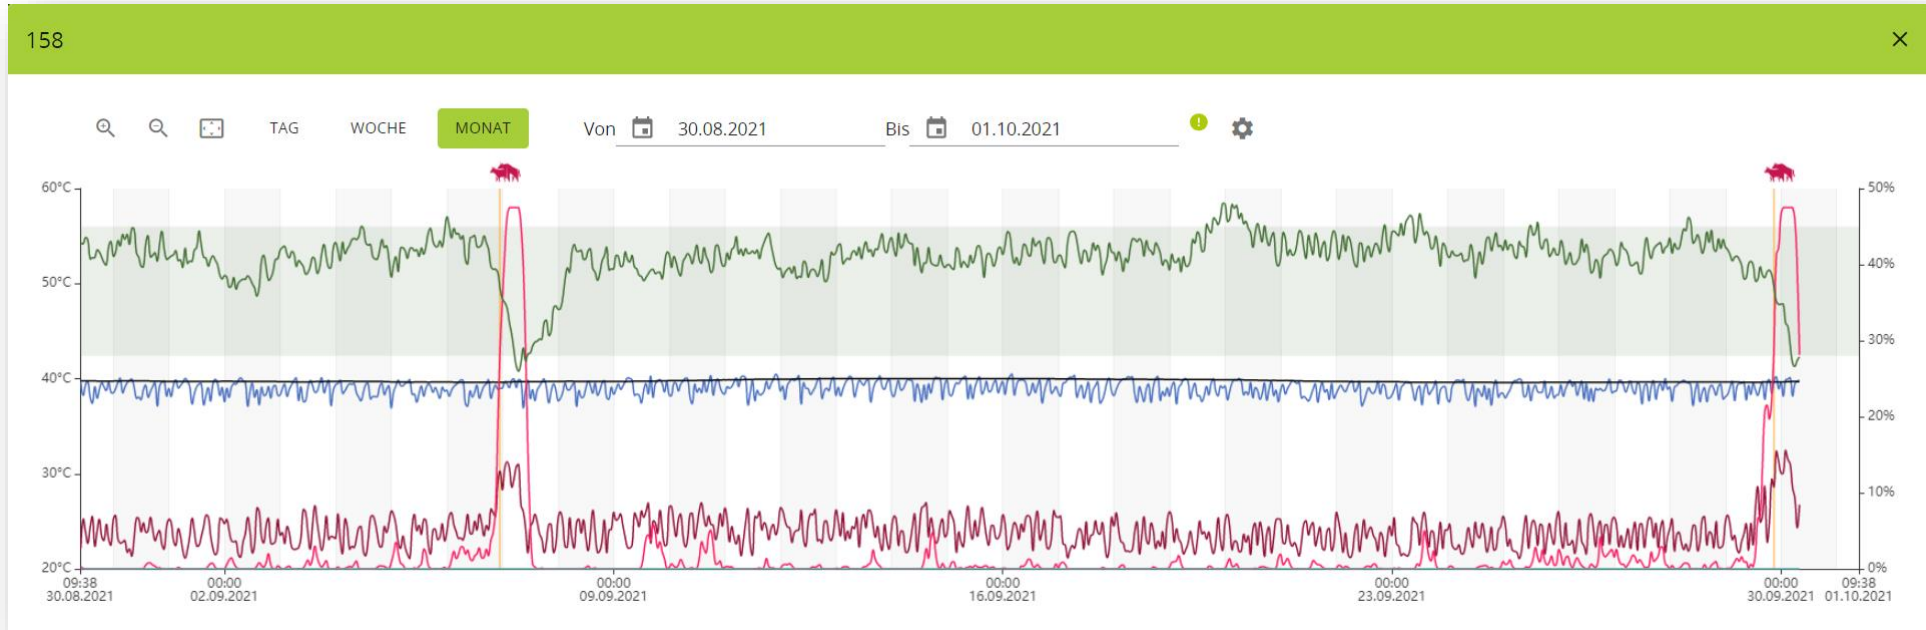 158
TAG WOCHE MONAT Von 30.08.2021 Bis 01.10.2021
60°C 50%
50°C 40%
40°C 30%
30°C 20%
20°C 10%
0%
09:38 00:00 00:00 00:00 00:00 00:00 09:38
30.08.2021 02.09.2021 09.09.2021 16.09.2021 23.09.2021 30.09.2021 01.10.2021